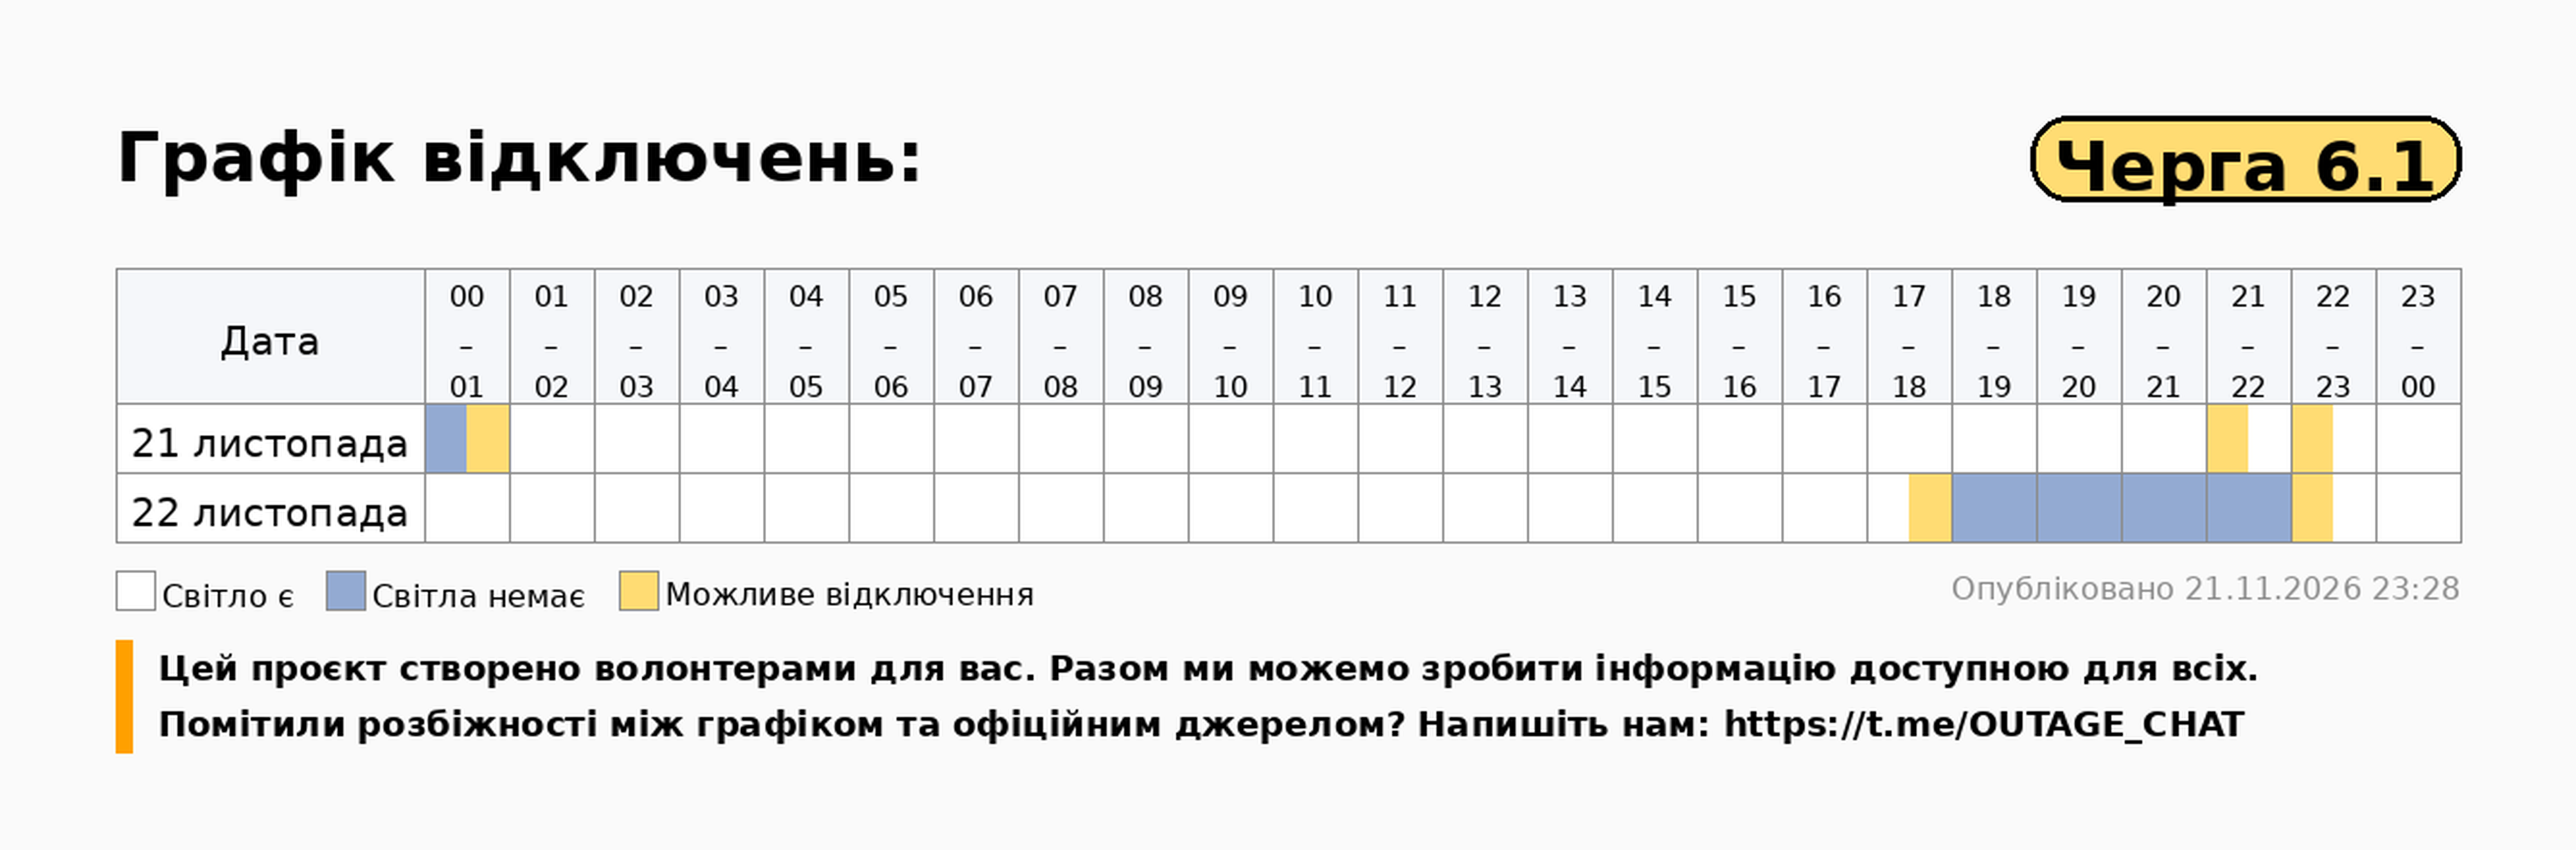 Графік відключень:
Черга 6.1
Дата 00 – 01 01 – 02 02 – 03 03 – 04 04 – 05 05 – 06 06 – 07 07 – 08 08 – 09 09 – 10 10 – 11 11 – 12 12 – 13 13 – 14 14 – 15 15 – 16 16 – 17 17 – 18 18 – 19 19 – 20 20 – 21 21 – 22 22 – 23 23 – 00
21 листопада
22 листопада
Світло є Світла немає Можливе відключення
Опубліковано 21.11.2026 23:28
Цей проєкт створено волонтерами для вас. Разом ми можемо зробити інформацію доступною для всіх.
Помітили розбіжності між графіком та офіційним джерелом? Напишіть нам: https://t.me/OUTAGE_CHAT